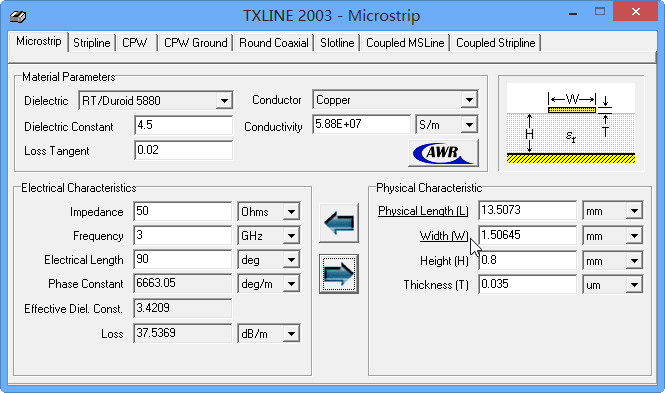 TXLINE 2003 - Microstrip
Microstrip Stripline CPW CPW Ground Round Coaxial Slotline Coupled MSLine Coupled Stripline
Material Parameters
Dielectric RT/Duroid 5880 Conductor Copper
Dielectric Constant 4.5 Conductivity 5.88E+07 S/m
Loss Tangent 0.02 AWR
W
H εr T
Electrical Characteristics
Impedance 50 Ohms
Frequency 3 GHz
Electrical Length 90 deg
Phase Constant 6663.05 deg/m
Effective Diel. Const. 3.4209
Loss 37.5369 dB/m
Physical Characteristic
Physical Length (L) 13.5073 mm
Width (W) 1.50645 mm
Height (H) 0.8 mm
Thickness (T) 0.035 um